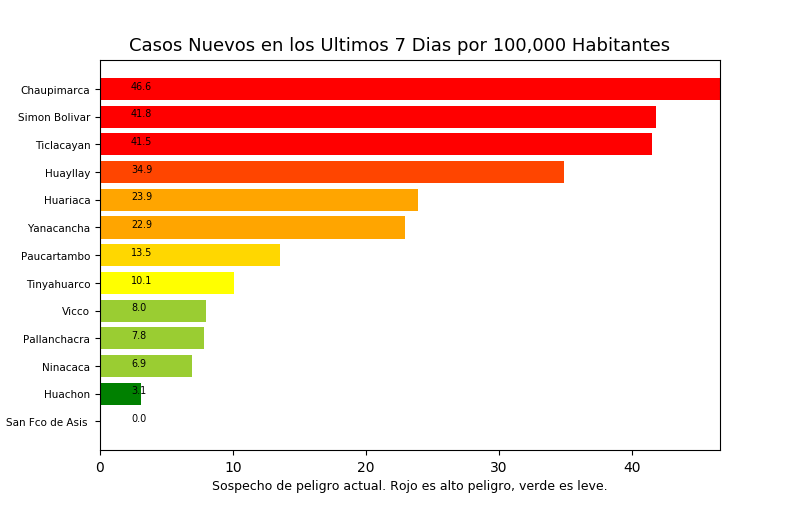 Casos Nuevos en los Ultimos 7 Dias por 100,000 Habitantes
Chaupimarca 46.6
Simon Bolivar 41.8
Ticlacayan 41.5
Huayllay 34.9
Huariaca 23.9
Yanacancha 22.9
Paucartambo 13.5
Tinyahuarco 10.1
Vicco 8.0
Pallanchacra 7.8
Ninacaca 6.9
Huachon 3.1
San Fco de Asis 0.0
0 10 20 30 40
Sospecho de peligro actual. Rojo es alto peligro, verde es leve.